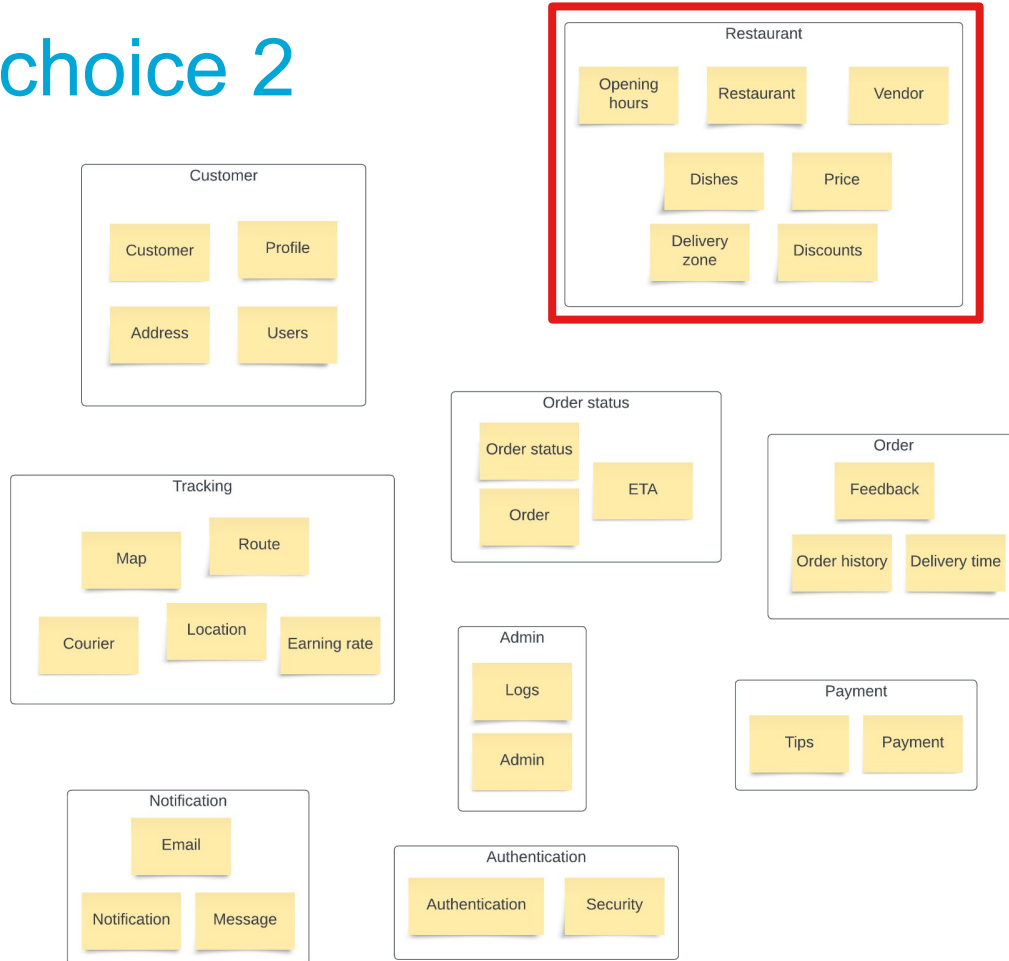 choice 2
Restaurant
Opening
hours
Restaurant
Vendor
Dishes
Price
Delivery
zone
Discounts
Customer
Customer
Profile
Address
Users
Order status
Order status
ETA
Order
Order
Feedback
Order history
Delivery time
Tracking
Map
Route
Courier
Location
Earning rate
Admin
Logs
Admin
Payment
Tips
Payment
Notification
Email
Notification
Message
Authentication
Authentication
Security